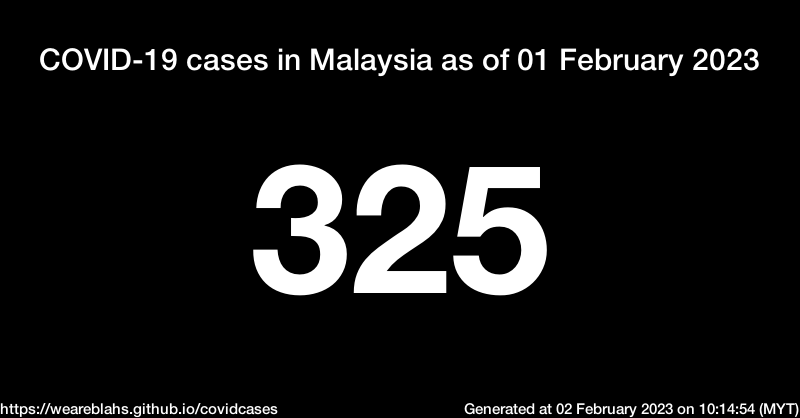 COVID-19 cases in Malaysia as of 01 February 2023
325
https://weareblahs.github.io/covidcases
Generated at 02 February 2023 on 10:14:54 (MYT)